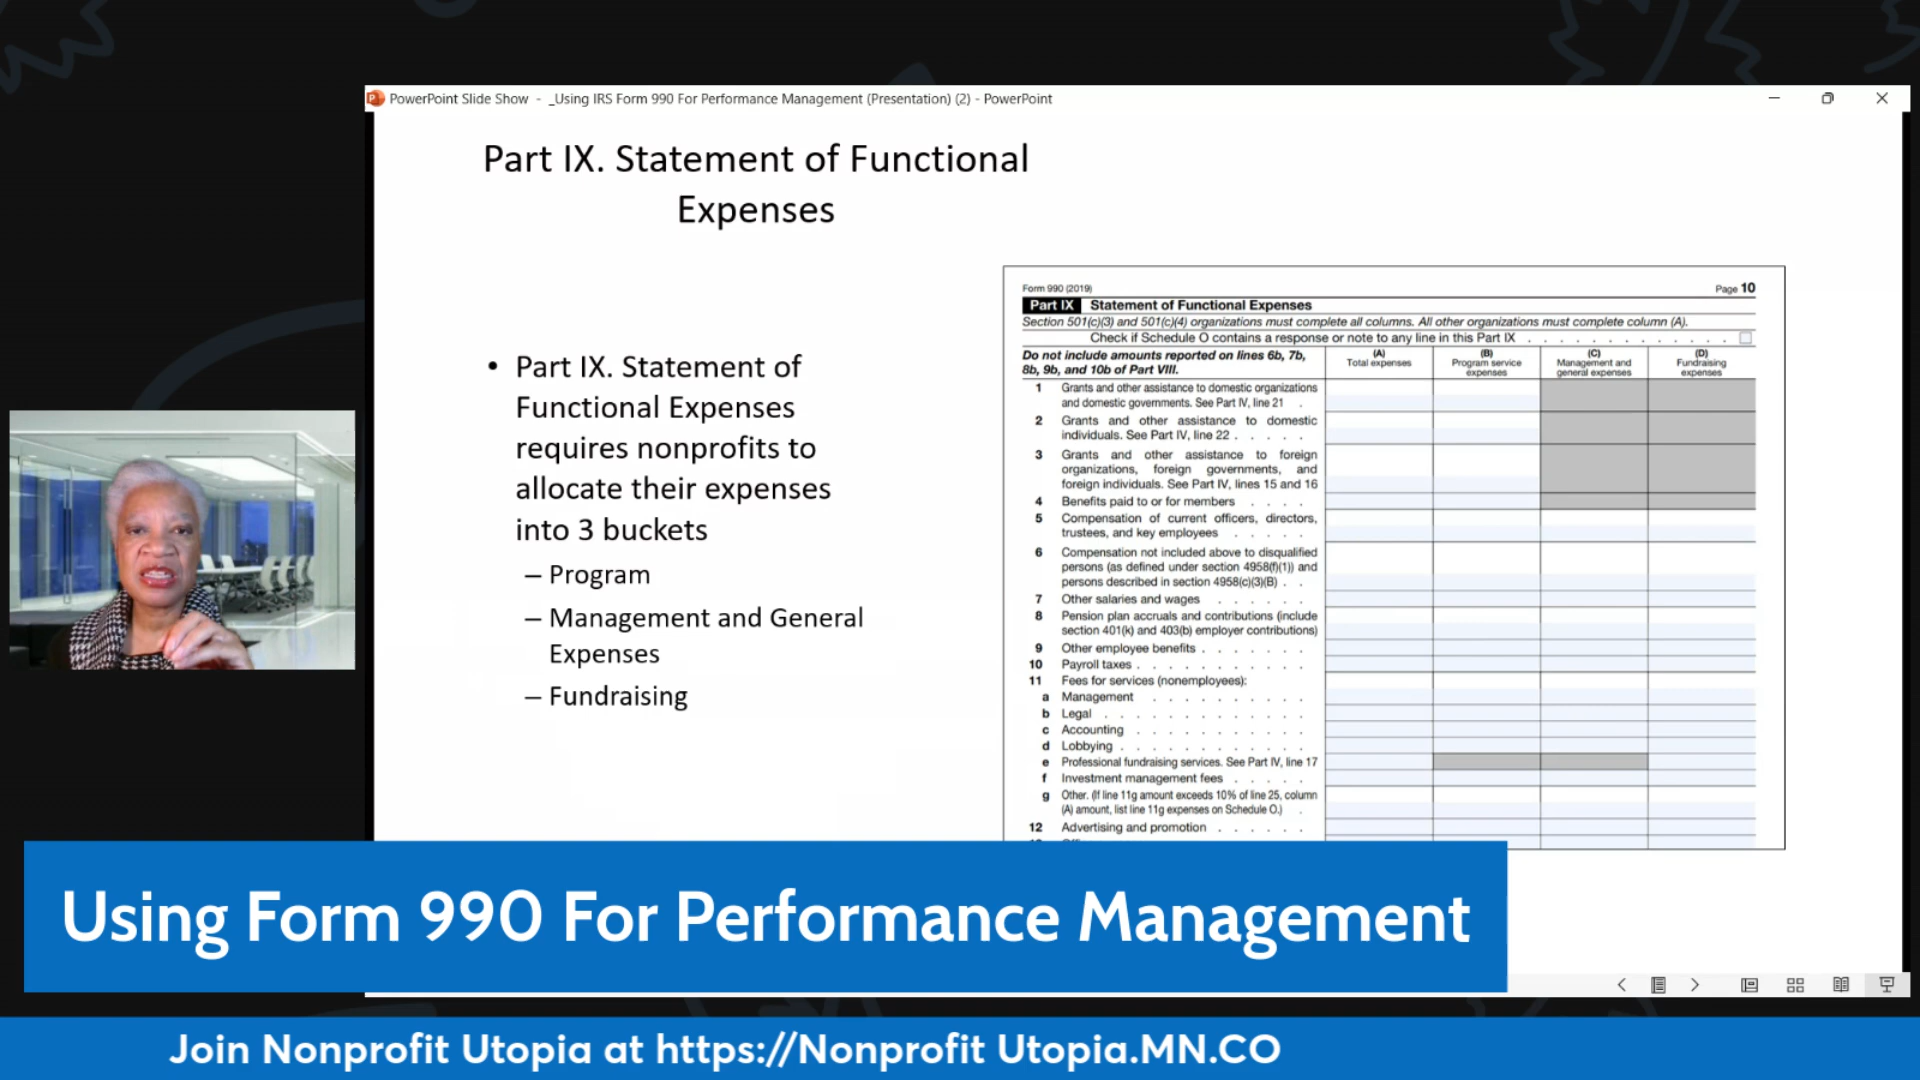 PowerPoint Slide Show - _Using IRS Form 990 For Performance Management (Presentation) (2) - PowerPoint
Part IX. Statement of Functional
Expenses
• Part IX. Statement of
Functional Expenses
requires nonprofits to
allocate their expenses
into 3 buckets
– Program
– Management and General
Expenses
– Fundraising
Form 990 (2019) Page 10
Part IX Statement of Functional Expenses
Section 501(c)(3) and 501(c)(4) organizations must complete all columns. All other organizations must complete column (A).
Check if Schedule O contains a response or note to any line in this Part IX . . . . . . . . . . . . .
Do not include amounts reported on lines 6b, 7b,
8b, 9b, and 10b of Part VIII.
(A)
Total expenses
(B)
Program service
expenses
(C)
Management and
general expenses
(D)
Fundraising
expenses
1 Grants and other assistance to domestic organizations
and domestic governments. See Part IV, line 21 .
2 Grants and other assistance to domestic
individuals. See Part IV, line 22 . . . . .
3 Grants and other assistance to foreign
organizations, foreign governments, and
foreign individuals. See Part IV, lines 15 and 16
4 Benefits paid to or for members . . . .
5 Compensation of current officers, directors,
trustees, and key employees . . . . .
6 Compensation not included above to disqualified
persons (as defined under section 4958(f)(1)) and
persons described in section 4958(c)(3)(B) . .
7 Other salaries and wages . . . . . .
8 Pension plan accruals and contributions (include
section 401(k) and 403(b) employer contributions)
9 Other employee benefits . . . . . . .
10 Payroll taxes . . . . . . . . . . .
11 Fees for services (nonemployees):
a Management . . . . . . . . . .
b Legal . . . . . . . . . . . . .
c Accounting . . . . . . . . . . .
d Lobbying . . . . . . . . . . . .
e Professional fundraising services. See Part IV, line 17
f Investment management fees . . . . .
g Other. (If line 11g amount exceeds 10% of line 25, column
(A) amount, list line 11g expenses on Schedule O.) .
12 Advertising and promotion . . . . . .
Using Form 990 For Performance Management
Join Nonprofit Utopia at https://Nonprofit Utopia.MN.CO